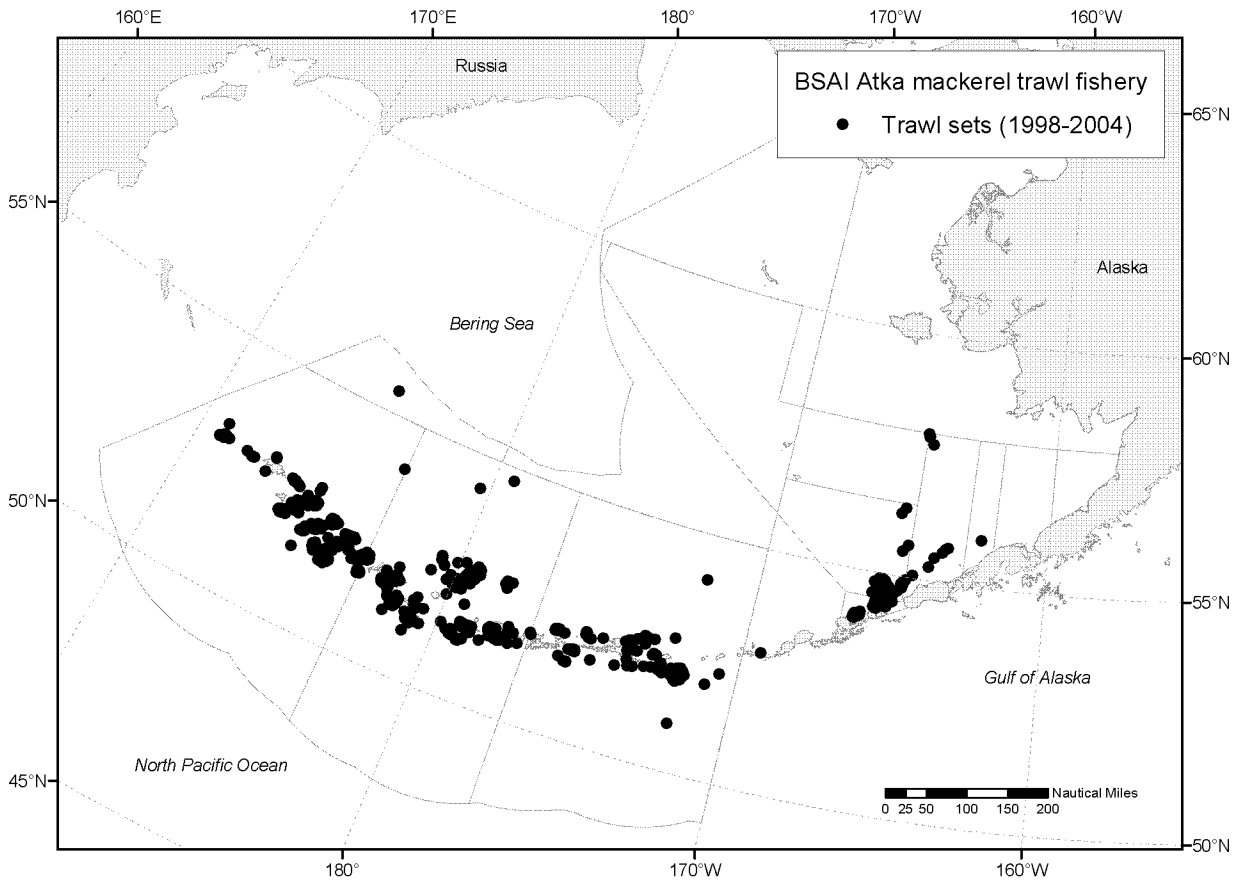 160°E 170°E 180° 170°W 160°W
Russia
BSAI Atka mackerel trawl fishery
Trawl sets (1998-2004)
65°N
55°N
Alaska
Bering Sea
60°N
50°N
55°N
Gulf of Alaska
North Pacific Ocean
45°N
Nautical Miles
0 25 50 100 150 200
50°N
180° 170°W 160°W